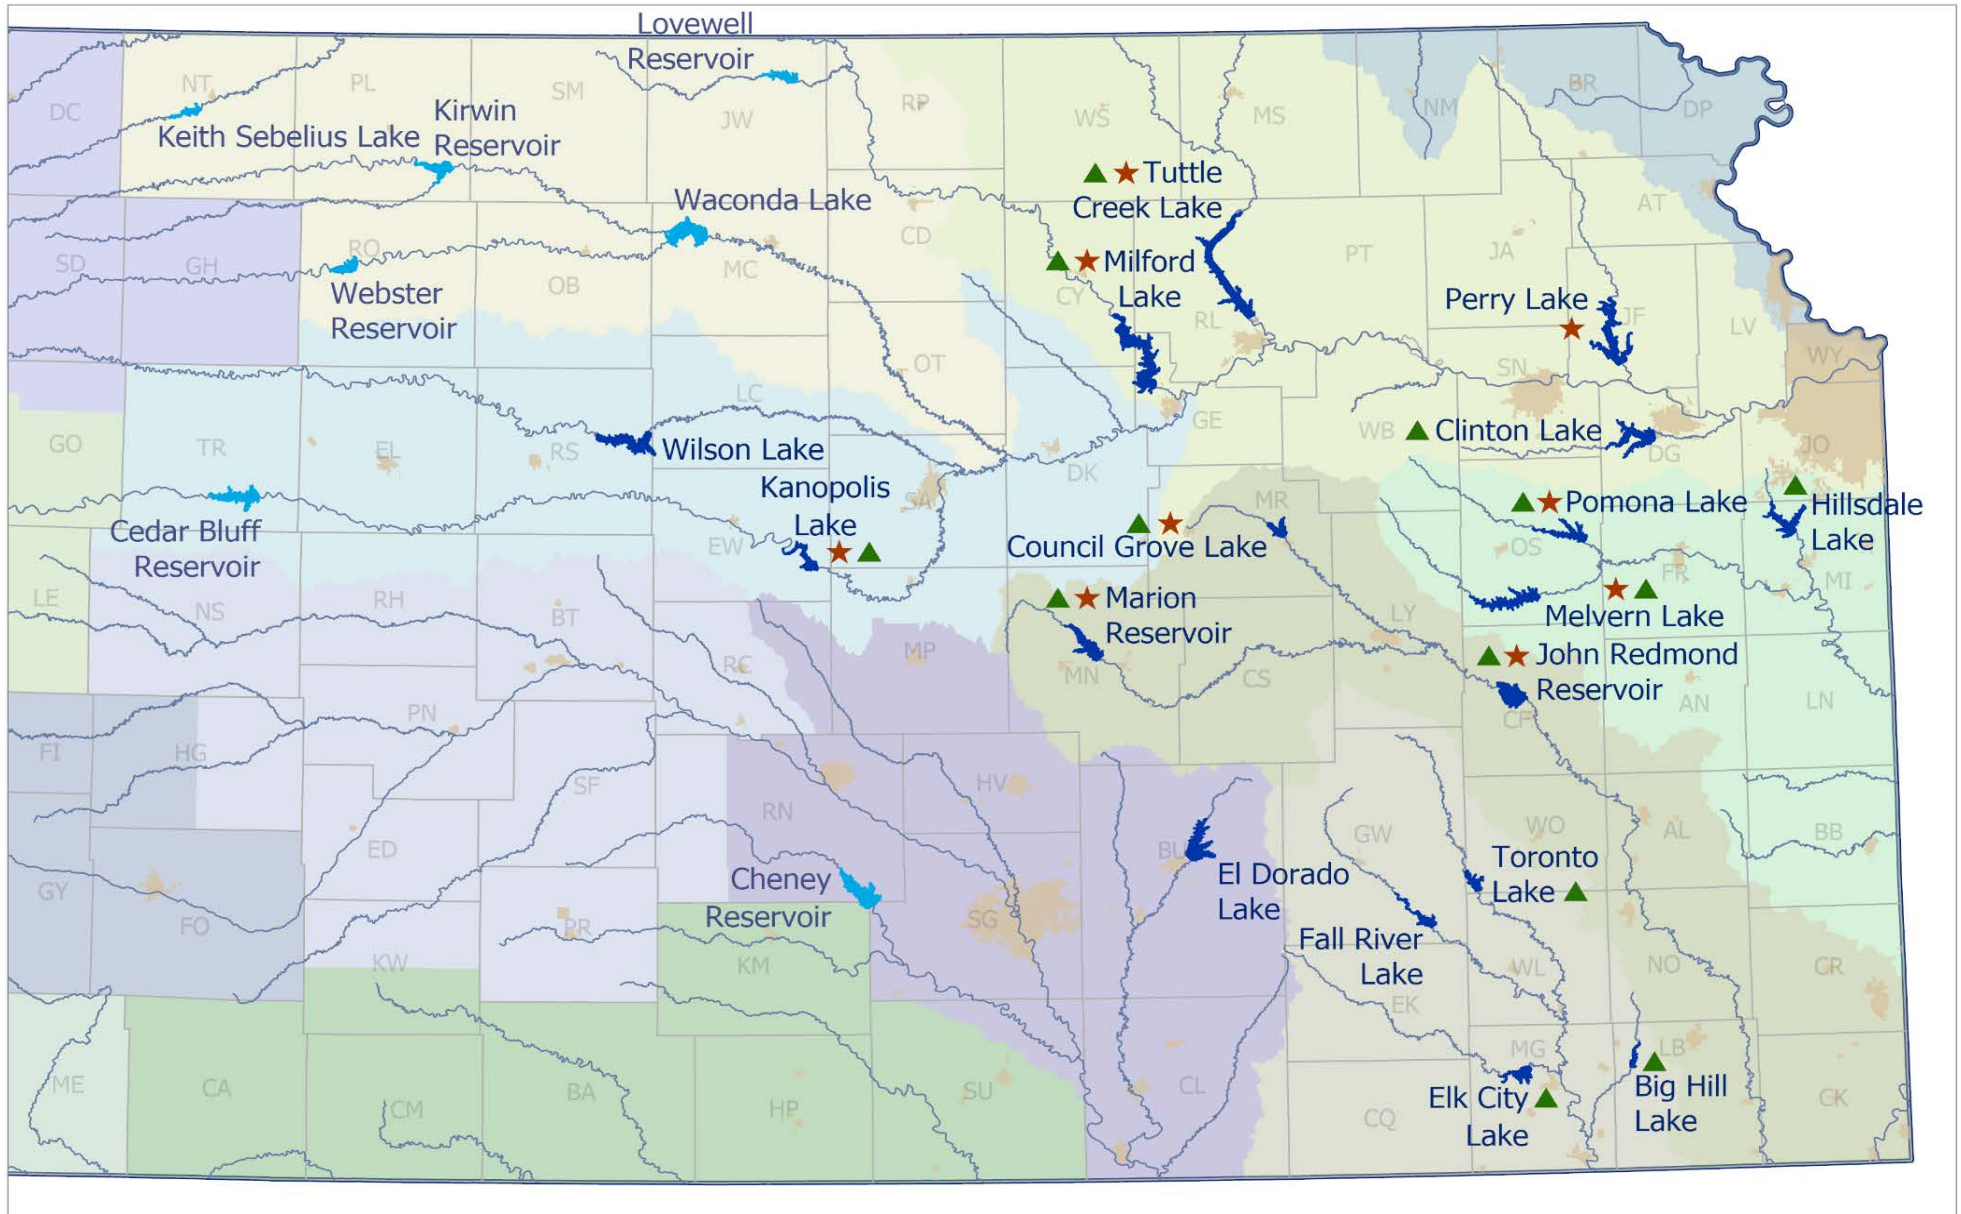 Lovewell
Reservoir
NT
PL
SM
JW
RP
WS
MS
NM
BR
DP
DC
Keith Sebelius Lake
Kirwin
Reservoir
Tuttle
Creek Lake
AT
Waconda Lake
SD
GH
RO
OB
MC
CD
CY
Milford
Lake
RL
PT
JA
Webster
Reservoir
Perry Lake
JF
LV
WY
LC
OT
SN
GE
GO
TR
EL
RS
Wilson Lake
DK
WB
Clinton Lake
DG
JO
Kanopolis
Lake
SA
MR
Pomona Lake
Hillsdale
Lake
Cedar Bluff
Reservoir
EW
Council Grove Lake
OS
FR
MI
LE
NS
RH
BT
Marion
Reservoir
LY
Melvern Lake
RC
MP
MN
CS
John Redmond
Reservoir
CF
AN
LN
PN
FI
HG
SF
HV
RN
GW
WO
AL
BB
ED
BU
GY
FO
PR
Cheney
Reservoir
SG
El Dorado
Lake
Toronto
Lake
Fall River
Lake
KW
KM
WL
NO
CR
EK
ME
CA
CM
BA
HP
SU
CL
CQ
MG
LB
Elk City
Lake
Big Hill
Lake
CK